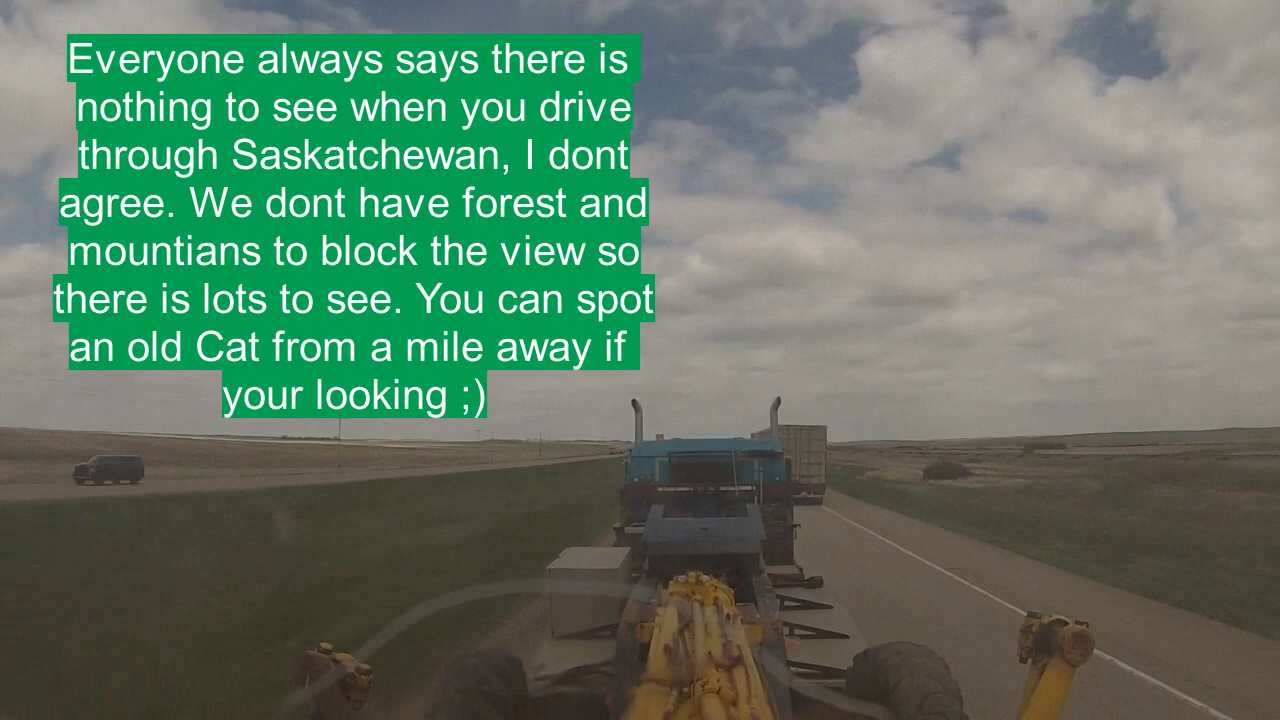 Everyone always says there is
nothing to see when you drive
through Saskatchewan, I dont
agree. We dont have forest and
mountians to block the view so
there is lots to see. You can spot
an old Cat from a mile away if
your looking ;)